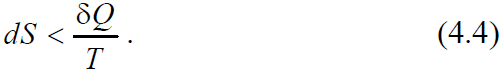 dS < δQ/T . (4.4)